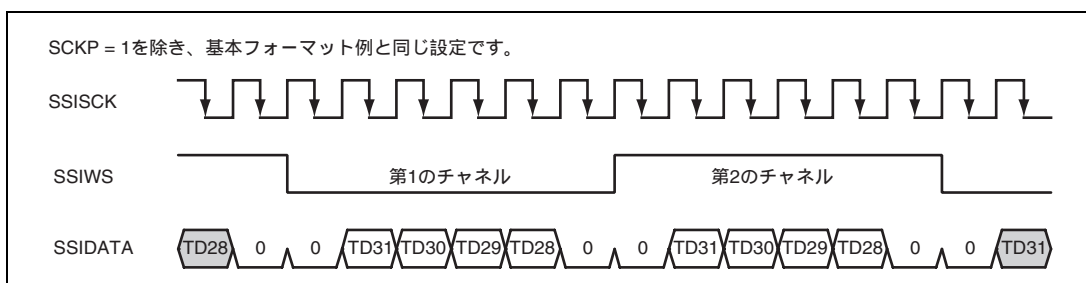 SCKP = 1を除き、基本フォーマット例と同じ設定です。
SSISCK
SSIWS 第1のチャネル 第2のチャネル
SSIDATA TD28 0 0 TD31 TD30 TD29 TD28 0 0 TD31 TD30 TD29 TD28 0 0 TD31